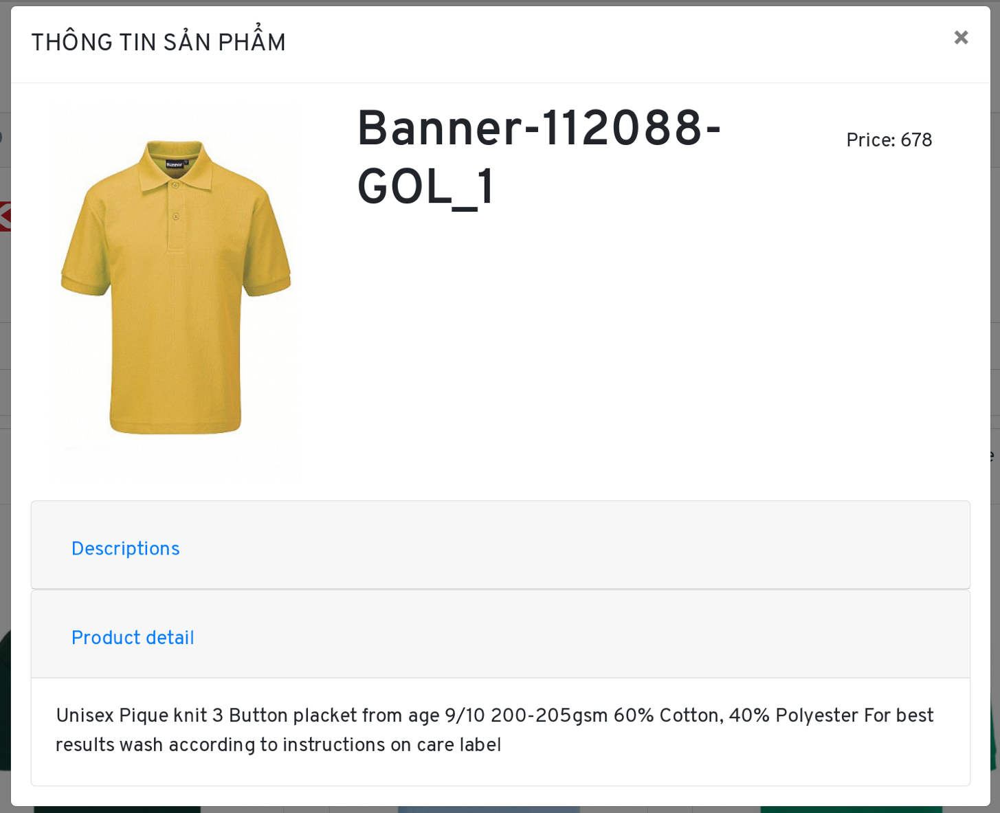 THÔNG TIN SẢN PHẨM
×
Banner-112088-
GOL_1
Price: 678
Banner
Descriptions
Product detail
Unisex Pique knit 3 Button placket from age 9/10 200-205gsm 60% Cotton, 40% Polyester For best
results wash according to instructions on care label